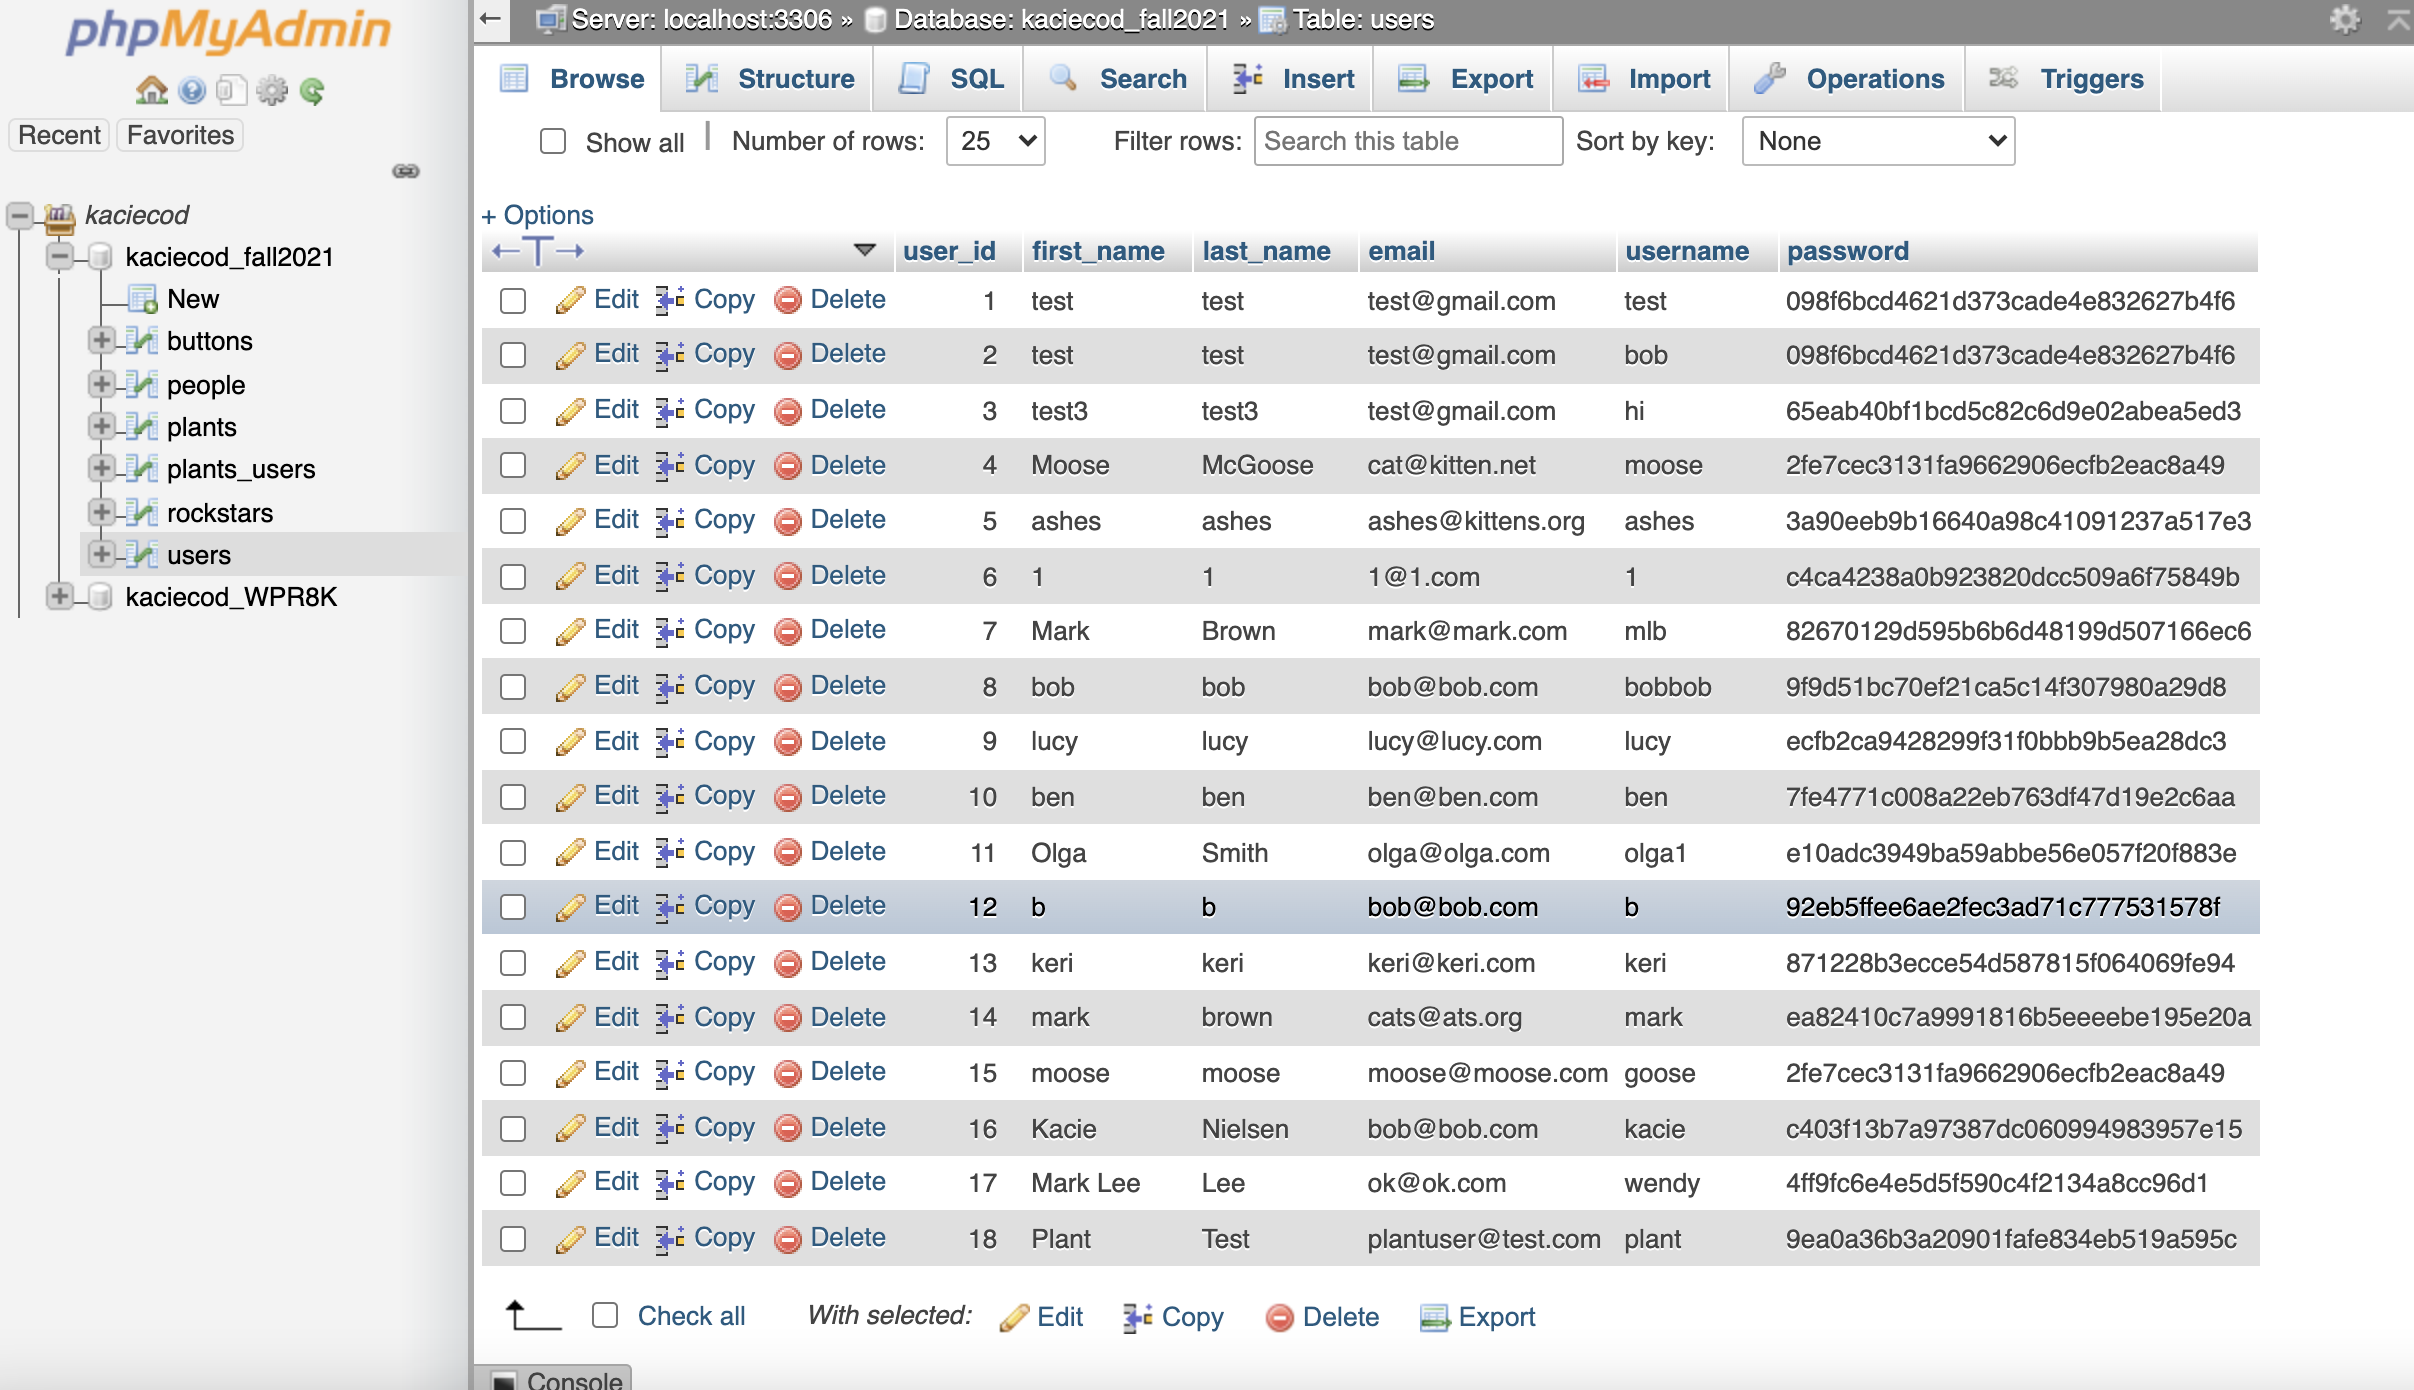 phpMyAdmin
Recent Favorites
kaciecod
kaciecod_fall2021
New
buttons
people
plants
plants_users
rockstars
users
kaciecod_WPR8K
Server: localhost:3306 » Database: kaciecod_fall2021 » Table: users
Browse Structure SQL Search Insert Export Import Operations Triggers
Show all | Number of rows: 25 Filter rows: Search this table Sort by key: None
+ Options
←T→ user_id first_name last_name email username password
Edit Copy Delete 1 test test test@gmail.com test 098f6bcd4621d373cade4e832627b4f6
Edit Copy Delete 2 test test test@gmail.com bob 098f6bcd4621d373cade4e832627b4f6
Edit Copy Delete 3 test3 test3 test@gmail.com hi 65eab40bf1bcd5c82c6d9e02abea5ed3
Edit Copy Delete 4 Moose McGoose cat@kitten.net moose 2fe7cec3131fa9662906ecfb2eac8a49
Edit Copy Delete 5 ashes ashes ashes@kittens.org ashes 3a90eeb9b16640a98c41091237a517e3
Edit Copy Delete 6 1 1 1@1.com 1 c4ca4238a0b923820dcc509a6f75849b
Edit Copy Delete 7 Mark Brown mark@mark.com mlb 82670129d595b6b6d48199d507166ec6
Edit Copy Delete 8 bob bob bob@bob.com bobbob 9f9d51bc70ef21ca5c14f307980a29d8
Edit Copy Delete 9 lucy lucy lucy@lucy.com lucy ecfb2ca9428299f31f0bbb9b5ea28dc3
Edit Copy Delete 10 ben ben ben@ben.com ben 7fe4771c008a22eb763df47d19e2c6aa
Edit Copy Delete 11 Olga Smith olga@olga.com olga1 e10adc3949ba59abbe56e057f20f883e
Edit Copy Delete 12 b b bob@bob.com b 92eb5ffee6ae2fec3ad71c777531578f
Edit Copy Delete 13 keri keri keri@keri.com keri 871228b3ecce54d587815f064069fe94
Edit Copy Delete 14 mark brown cats@ats.org mark ea82410c7a9991816b5eeeebe195e20a
Edit Copy Delete 15 moose moose moose@moose.com goose 2fe7cec3131fa9662906ecfb2eac8a49
Edit Copy Delete 16 Kacie Nielsen bob@bob.com kacie c403f13b7a97387dc060994983957e15
Edit Copy Delete 17 Mark Lee Lee ok@ok.com wendy 4ff9fc6e4e5d5f590c4f2134a8cc96d1
Edit Copy Delete 18 Plant Test plantuser@test.com plant 9ea0a36b3a20901fafe834eb519a595c
Check all With selected: Edit Copy Delete Export
Console